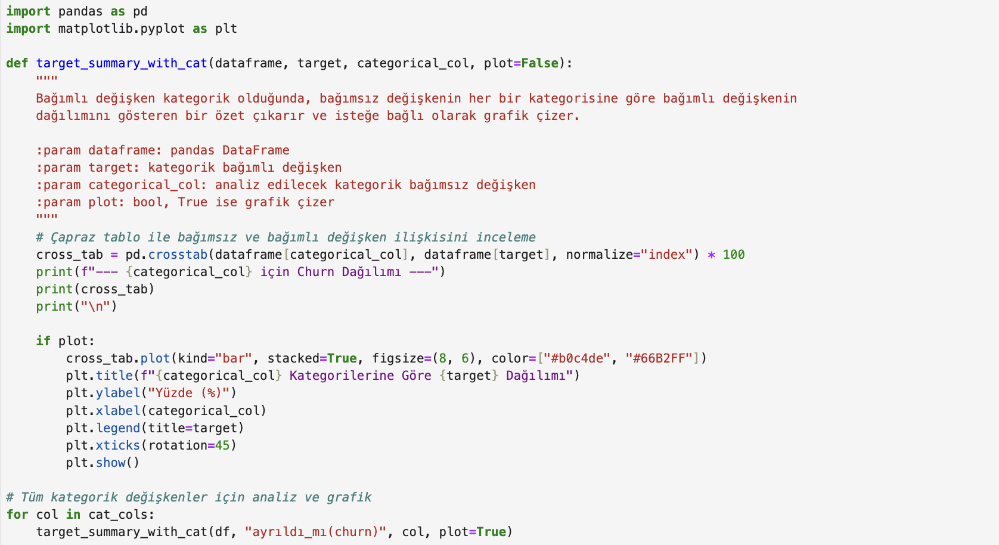 import pandas as pd
import matplotlib.pyplot as plt

def target_summary_with_cat(dataframe, target, categorical_col, plot=False):
    """
    Bağımlı değişken kategorik olduğunda, bağımsız değişkenin her bir kategorisine göre bağımlı değişkenin
    dağılımını gösteren bir özet çıkarır ve isteğe bağlı olarak grafik çizer.

    :param dataframe: pandas DataFrame
    :param target: kategorik bağımlı değişken
    :param categorical_col: analiz edilecek kategorik bağımsız değişken
    :param plot: bool, True ise grafik çizer
    """
    # Çapraz tablo ile bağımsız ve bağımlı değişken ilişkisini inceleme
    cross_tab = pd.crosstab(dataframe[categorical_col], dataframe[target], normalize="index") * 100
    print(f"--- {categorical_col} için Churn Dağılımı ---")
    print(cross_tab)
    print("\n")

    if plot:
        cross_tab.plot(kind="bar", stacked=True, figsize=(8, 6), color=["#b0c4de", "#66B2FF"])
        plt.title(f"{categorical_col} Kategorilerine Göre {target} Dağılımı")
        plt.ylabel("Yüzde (%)")
        plt.xlabel(categorical_col)
        plt.legend(title=target)
        plt.xticks(rotation=45)
        plt.show()

# Tüm kategorik değişkenler için analiz ve grafik
for col in cat_cols:
    target_summary_with_cat(df, "ayrıldı_mı(churn)", col, plot=True)